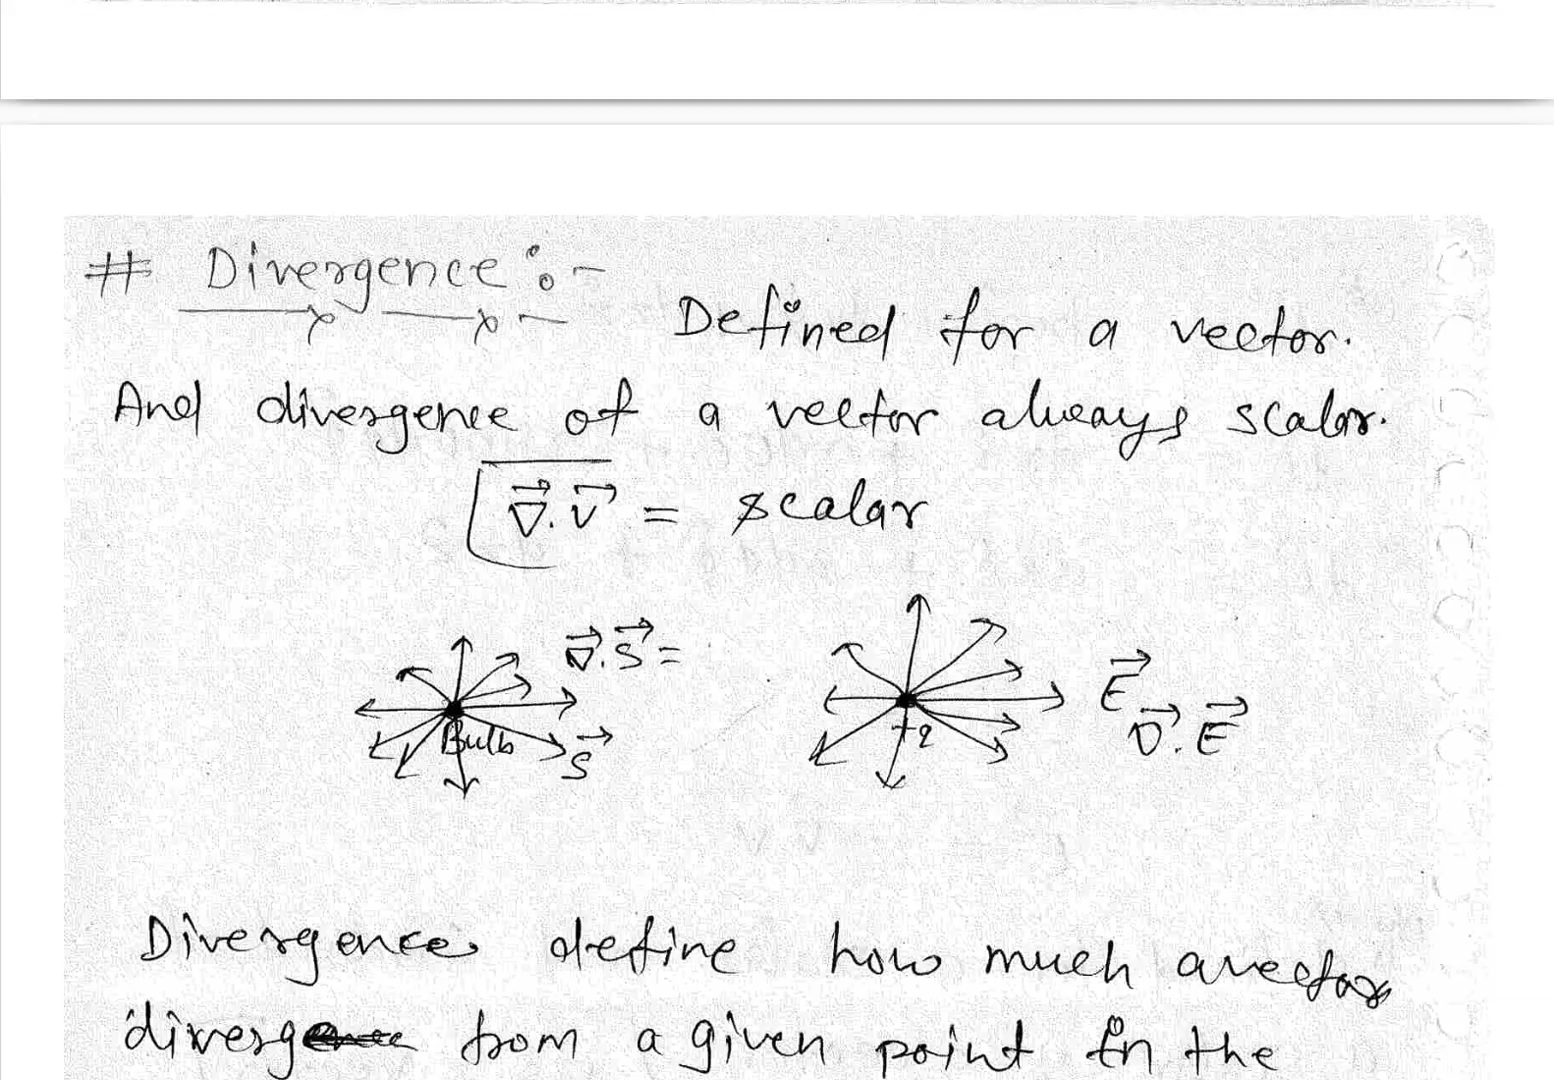 # Divergence :-
Defined for a vector.
And divergence of a vector always scalar.
∇⃗.V⃗ = scalar
∇⃗.S⃗ =
Bulb
S⃗
+q
E⃗
∇⃗.E⃗
Divergence define how much a vector
diverge from a given point in the